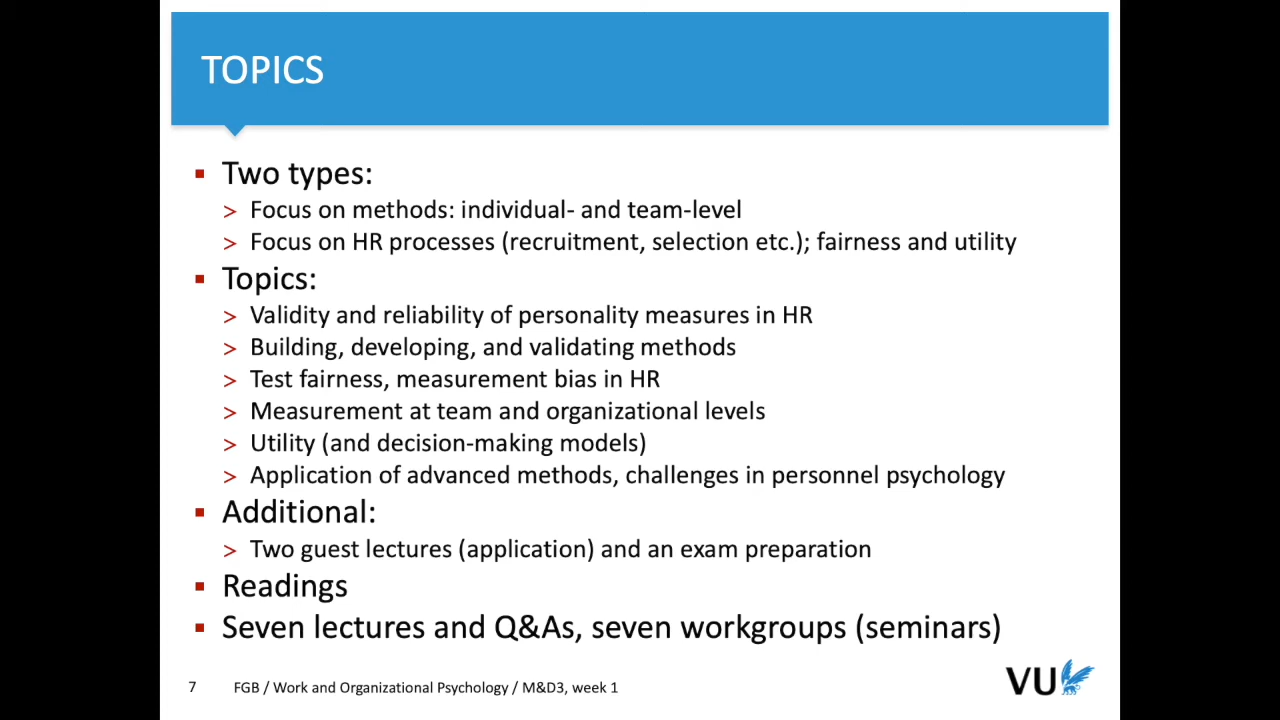 TOPICS
Two types:
> Focus on methods: individual- and team-level
> Focus on HR processes (recruitment, selection etc.); fairness and utility
Topics:
> Validity and reliability of personality measures in HR
> Building, developing, and validating methods
> Test fairness, measurement bias in HR
> Measurement at team and organizational levels
> Utility (and decision-making models)
> Application of advanced methods, challenges in personnel psychology
Additional:
> Two guest lectures (application) and an exam preparation
Readings
Seven lectures and Q&As, seven workgroups (seminars)
7 FGB / Work and Organizational Psychology / M&D3, week 1
VU